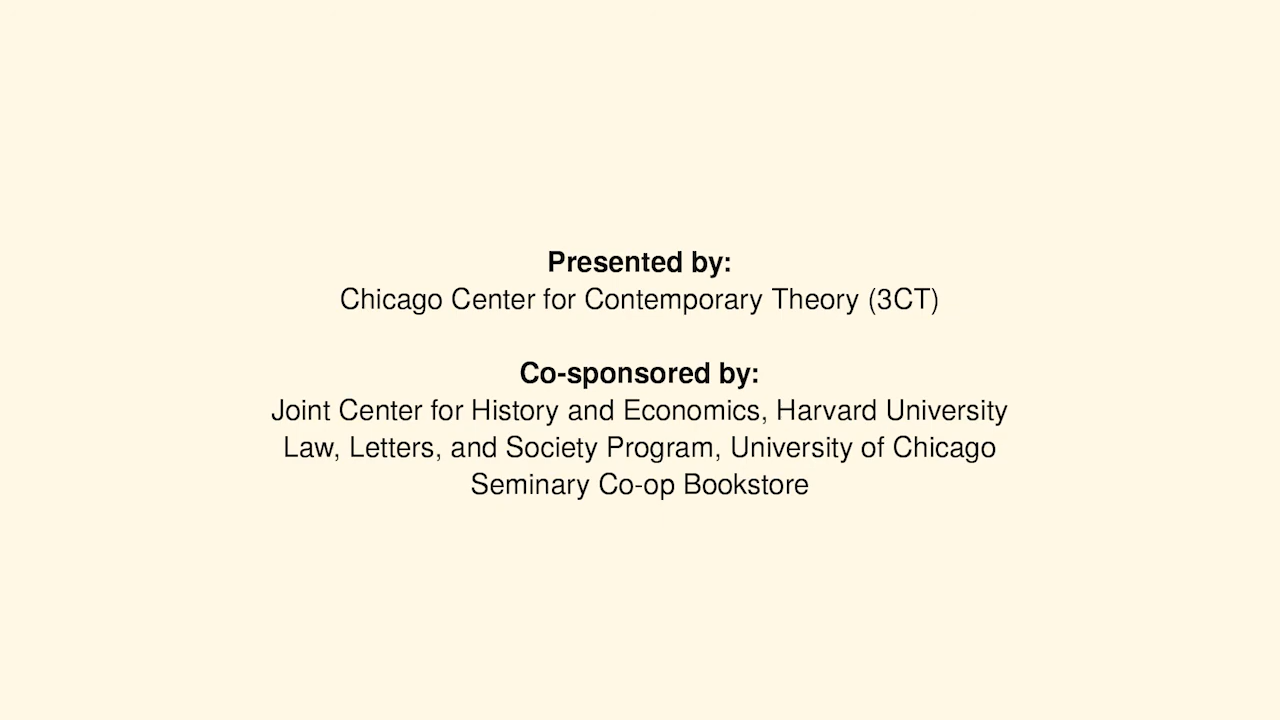 Presented by:
Chicago Center for Contemporary Theory (3CT)
Co-sponsored by:
Joint Center for History and Economics, Harvard University
Law, Letters, and Society Program, University of Chicago
Seminary Co-op Bookstore